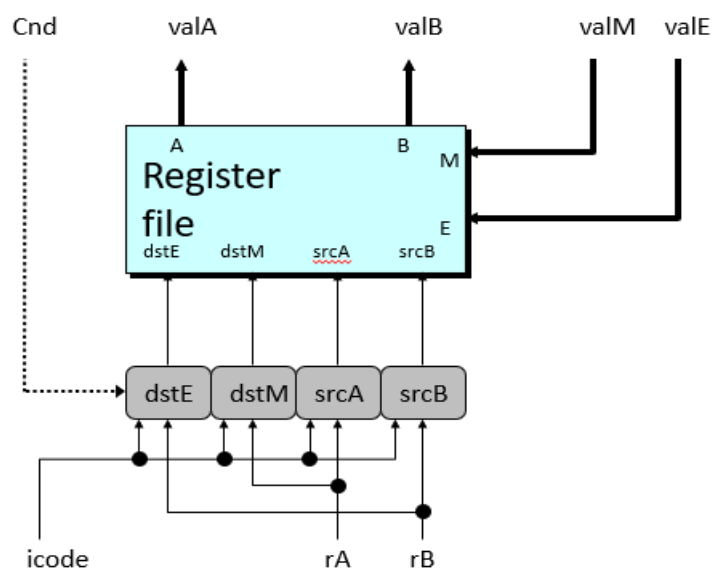 Cnd valA valB valM valE
A B
M
Register
file
E
dstE dstM srcA srcB
dstE dstM srcA srcB
icode rA rB